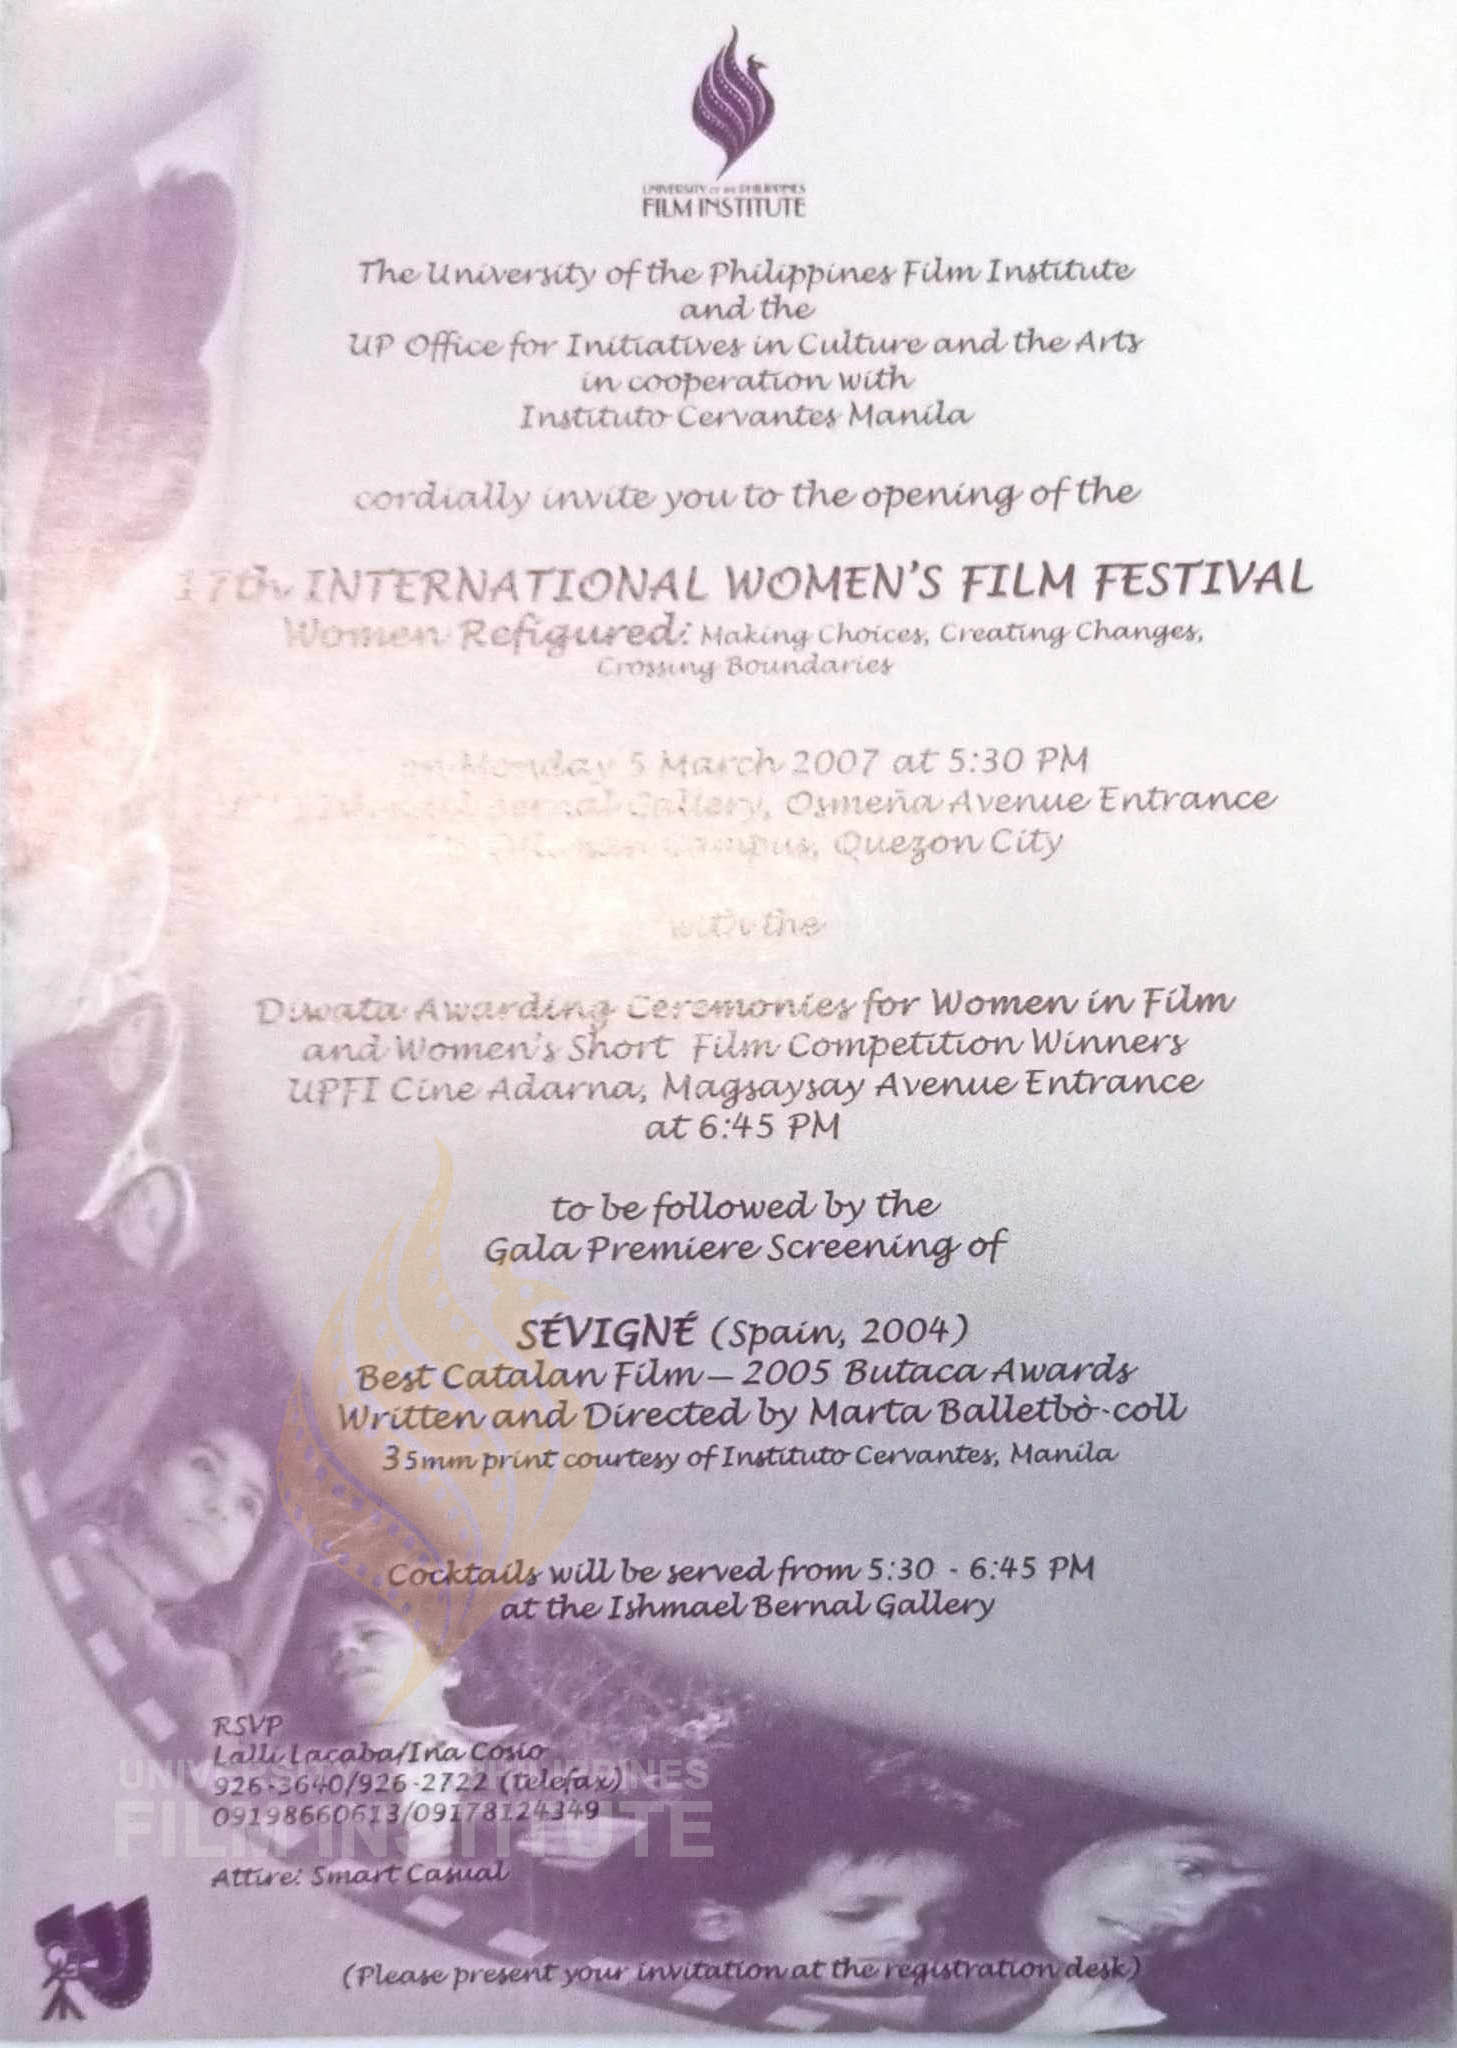 UNIVERSITY OF THE PHILIPPINES
FILM INSTITUTE
The University of the Philippines Film Institute
and the
UP Office for Initiatives in Culture and the Arts
in cooperation with
Instituto Cervantes Manila
cordially invite you to the opening of the
17th INTERNATIONAL WOMEN'S FILM FESTIVAL
Women Refigured: Making Choices, Creating Changes,
Crossing Boundaries
on Monday 5 March 2007 at 5:30 PM
Ishmael Bernal Gallery, Osmeña Avenue Entrance
UP Diliman Campus, Quezon City
with the
Diwata Awarding Ceremonies for Women in Film
and Women's Short Film Competition Winners
UPFI Cine Adarna, Magsaysay Avenue Entrance
at 6:45 PM
to be followed by the
Gala Premiere Screening of
SÉVIGNÉ (Spain, 2004)
Best Catalan Film – 2005 Butaca Awards
Written and Directed by Marta Balletbò-coll
35mm print courtesy of Instituto Cervantes, Manila
Cocktails will be served from 5:30 - 6:45 PM
at the Ishmael Bernal Gallery
RSVP
Lalli Lacaba/Ina Cosio
926-3640/926-2722 (telefax)
09198660613/09178124349
UNIVERSITY OF THE PHILIPPINES
FILM INSTITUTE
Attire: Smart Casual
(Please present your invitation at the registration desk)